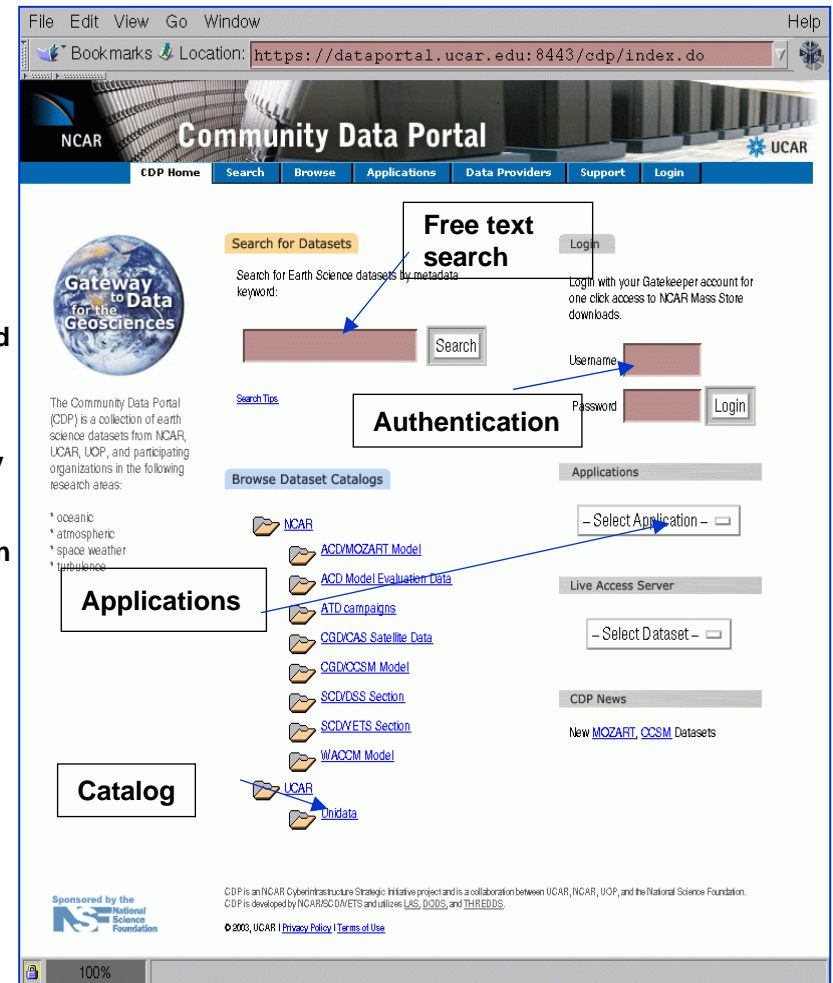 File Edit View Go Window Help
Bookmarks Location: https://dataportal.ucar.edu:8443/cdp/index.do
NCAR
Community Data Portal
UCAR
CDP Home Search Browse Applications Data Providers Support Login
Free text
search
Search for Datasets
Login
Search for Earth Science datasets by metadata
keyword:
Search
Search Tips
Login with your Gatekeeper account for
one click access to NCAR Mass Store
downloads.
Username
Password
Login
Authentication
Gateway
to Data
for the
Geosciences
The Community Data Portal
(CDP) is a collection of earth
science datasets from NCAR,
UCAR, UOP, and participating
organizations in the following
research areas:
* oceanic
* atmospheric
* space weather
* turbulence
d
y
n
Applications
Browse Dataset Catalogs
NCAR
ACD/MOZART Model
ACD Model Evaluation Data
ATD campaigns
CGD/CAS Satellite Data
CGD/CCSM Model
SCD/DSS Section
SCD/VETS Section
WACCM Model
UCAR
Unidata
Catalog
Applications
– Select Application –
Live Access Server
– Select Dataset –
CDP News
New MOZART, CCSM Datasets
Sponsored by the
NSF National
Science
Foundation
CDP is an NCAR Cyberinfrastructure Strategic Initiative project and is a collaboration between UCAR, NCAR, UOP, and the National Science Foundation.
CDP is developed by NCAR/SCD/VETS and utilizes LAS, DODS, and THREDDS.
© 2003, UCAR | Privacy Policy | Terms of Use
100%